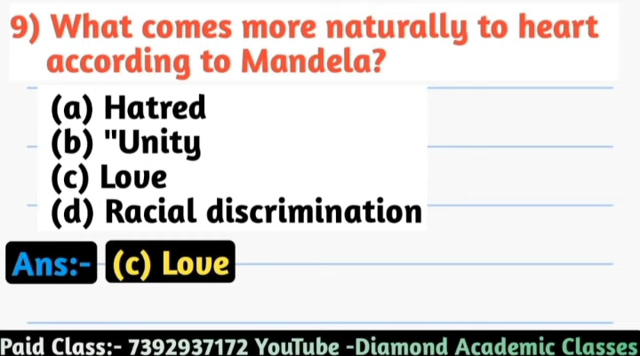 9) What comes more naturally to heart
according to Mandela?
(a) Hatred
(b) "Unity
(c) Love
(d) Racial discrimination
Ans:- (c) Love
Paid Class:- 7392937172 YouTube -Diamond Academic Classes